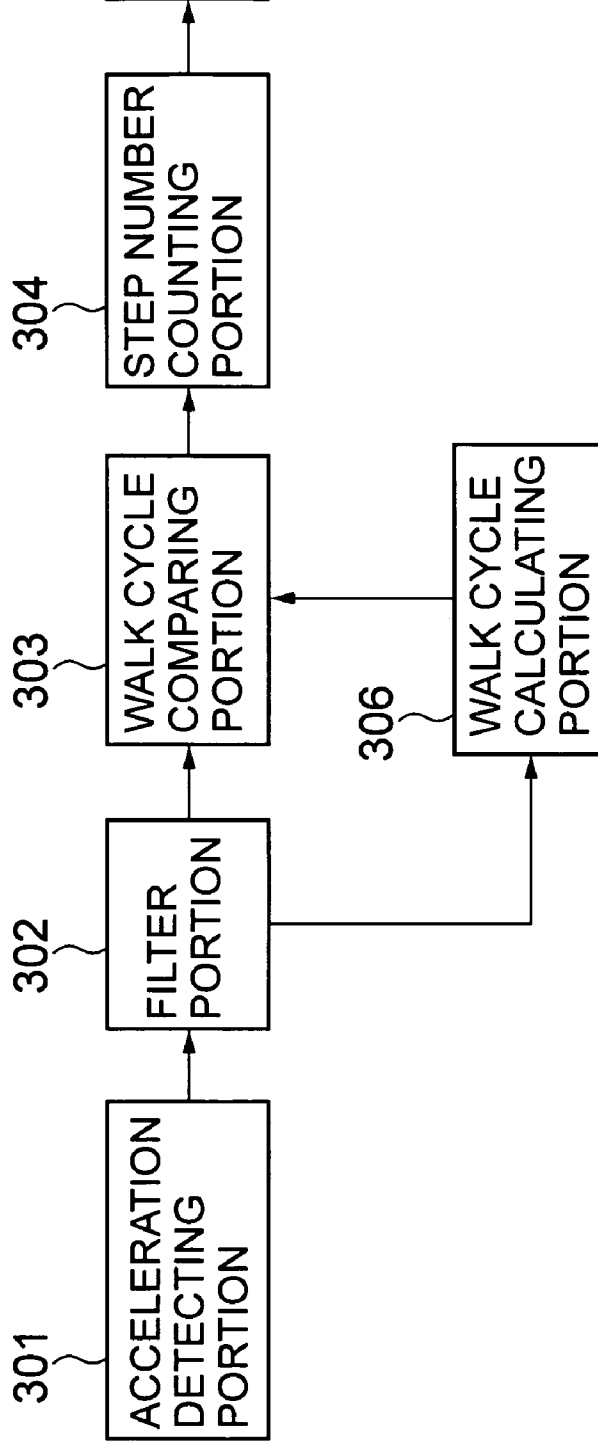 301
ACCELERATION
DETECTING
PORTION
302
FILTER
PORTION
303
WALK CYCLE
COMPARING
PORTION
304
STEP NUMBER
COUNTING
PORTION
306
WALK CYCLE
CALCULATING
PORTION